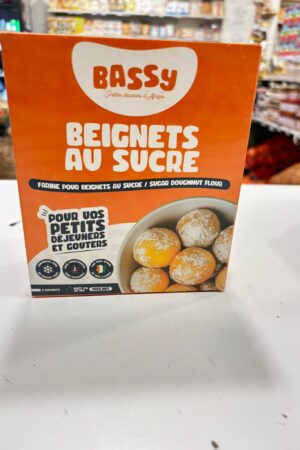 BASSY
Petites douceurs d'Afrique
BEIGNETS
AU SUCRE
FARINE POUR BEIGNETS AU SUCRE / SUGAR DOUGHNUT FLOUR
POUR VOS
PETITS
DÉJEUNERS
ET GOUTERS